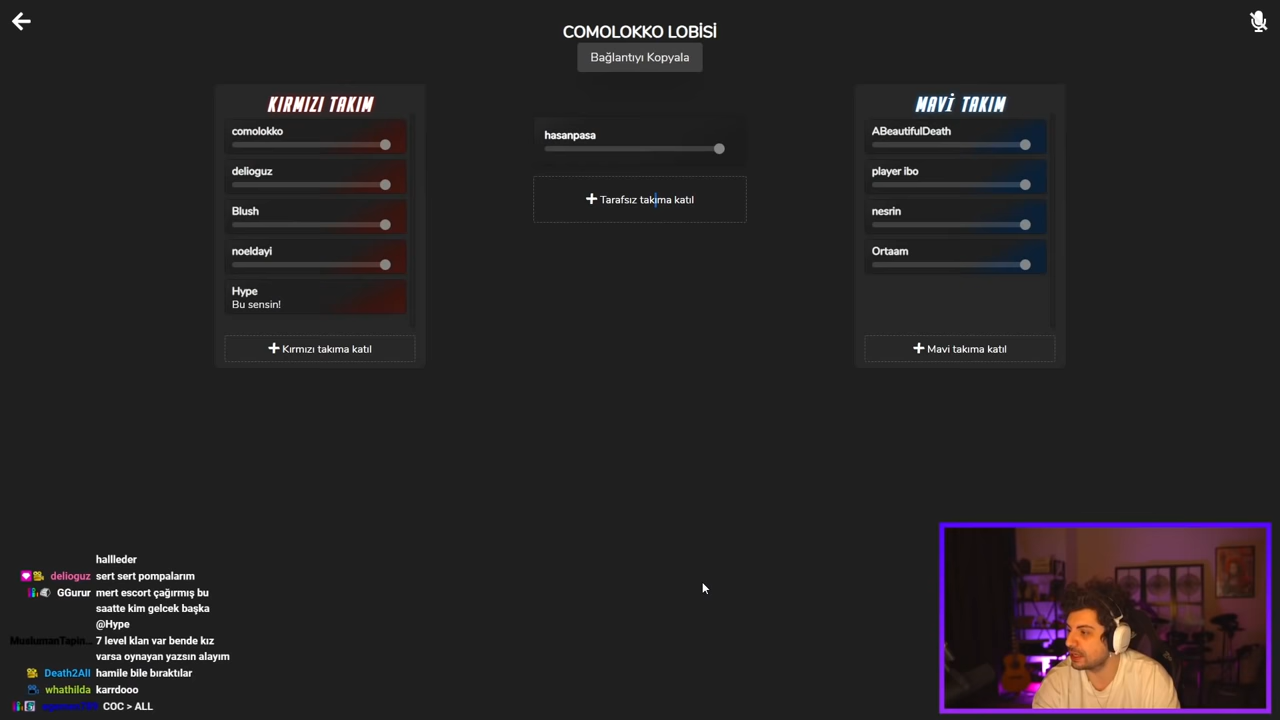 COMOLOKKO LOBİSİ
Bağlantıyı Kopyala
KIRMIZI TAKIM
comolokko
delioguz
Blush
noeldayi
Hype
Bu sensin!
Kırmızı takıma katıl
hasanpasa
Tarafsız takıma katıl
MAVİ TAKIM
ABeautifulDeath
player ibo
nesrin
Ortaam
Mavi takıma katıl
hallleder
delioguz sert sert pompalarım
GGurur mert escort çağırmış bu
saatte kim gelcek başka
@Hype
MuslumanTapin... 7 level klan var bende kız
varsa oynayan yazsın alayım
Death2All hamile bile bıraktılar
whathilda karrdooo
COC > ALL